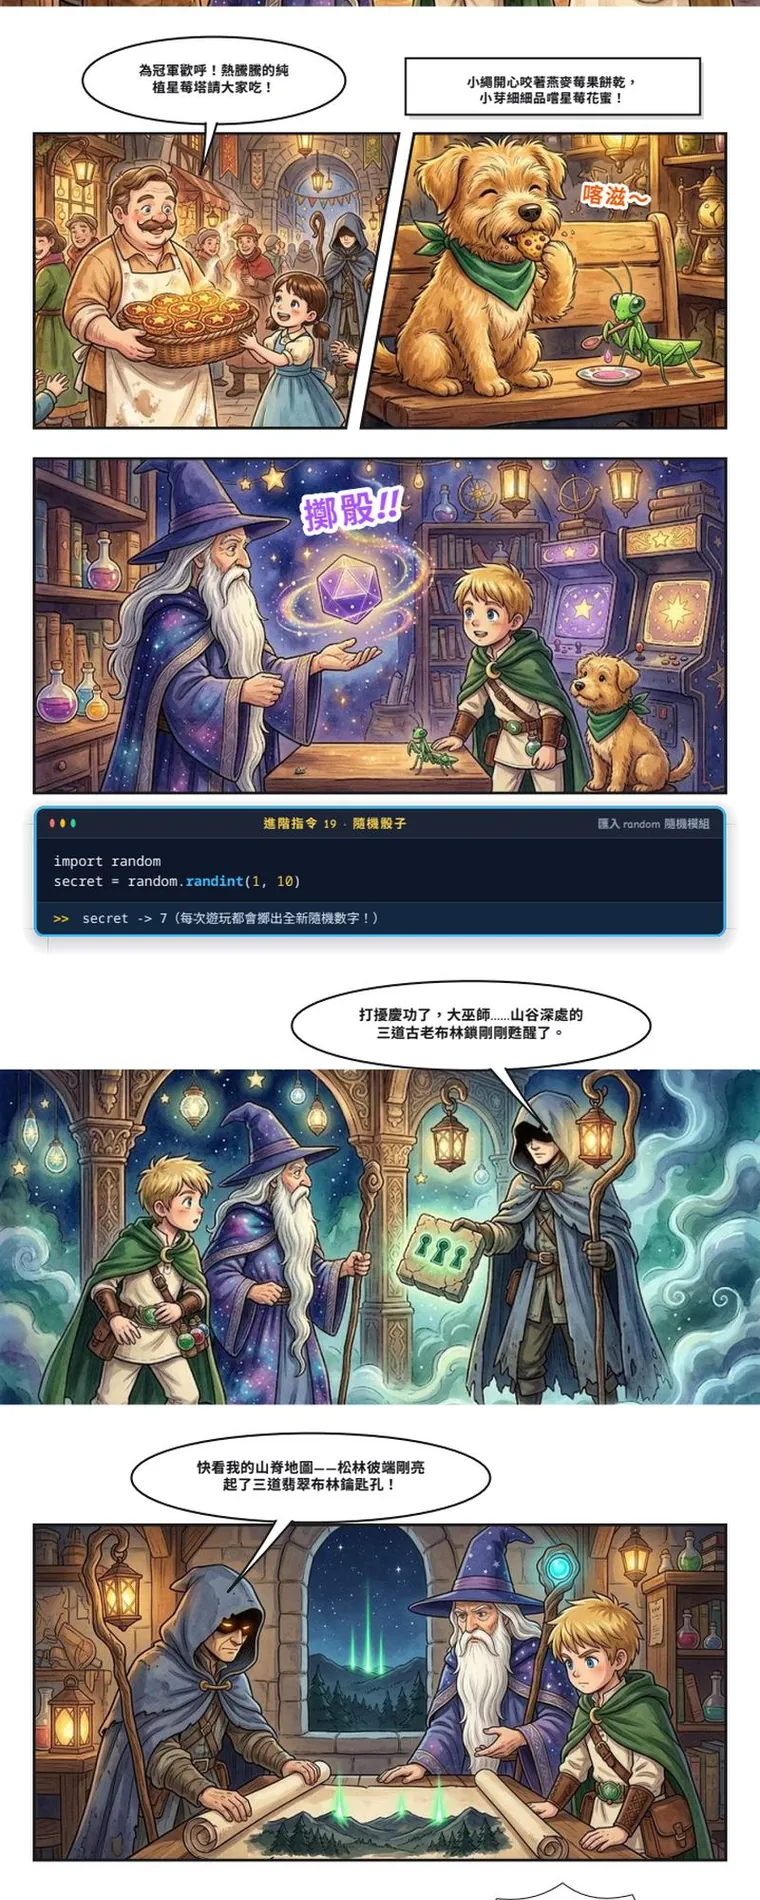 為冠軍歡呼！熱騰騰的純
植星莓塔請大家吃！
小繩開心咬著燕麥莓果餅乾，
小芽細細品嚐星莓花蜜！
喀滋～
擲骰!!
進階指令 19 · 隨機骰子
匯入 random 隨機模組
import random
secret = random.randint(1, 10)
>> secret -> 7（每次遊玩都會擲出全新隨機數字！）
打擾慶功了，大巫師……山谷深處的
三道古老布林鎖剛剛甦醒了。
快看我的山脊地圖——松林彼端剛亮
起了三道翡翠布林鑰匙孔！